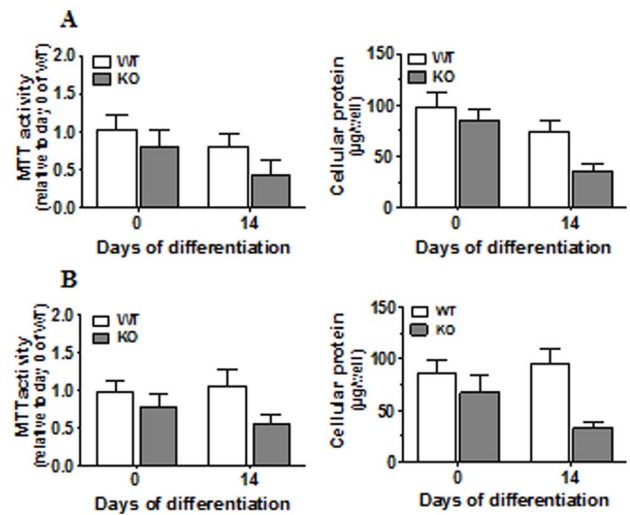 A
MTT activity
(relative to day 0 of WT)
2.0
1.5
1.0
0.5
0.0
WT
KO
0
14
Days of differentiation
Cellular protein
(μg/well)
150
100
50
0
WT
KO
0
14
Days of differentiation
B
MTT activity
(relative to day 0 of WT)
2.0
1.5
1.0
0.5
0.0
WT
KO
0
14
Days of differentiation
Cellular protein
(μg/well)
150
100
50
0
WT
KO
0
14
Days of differentiation